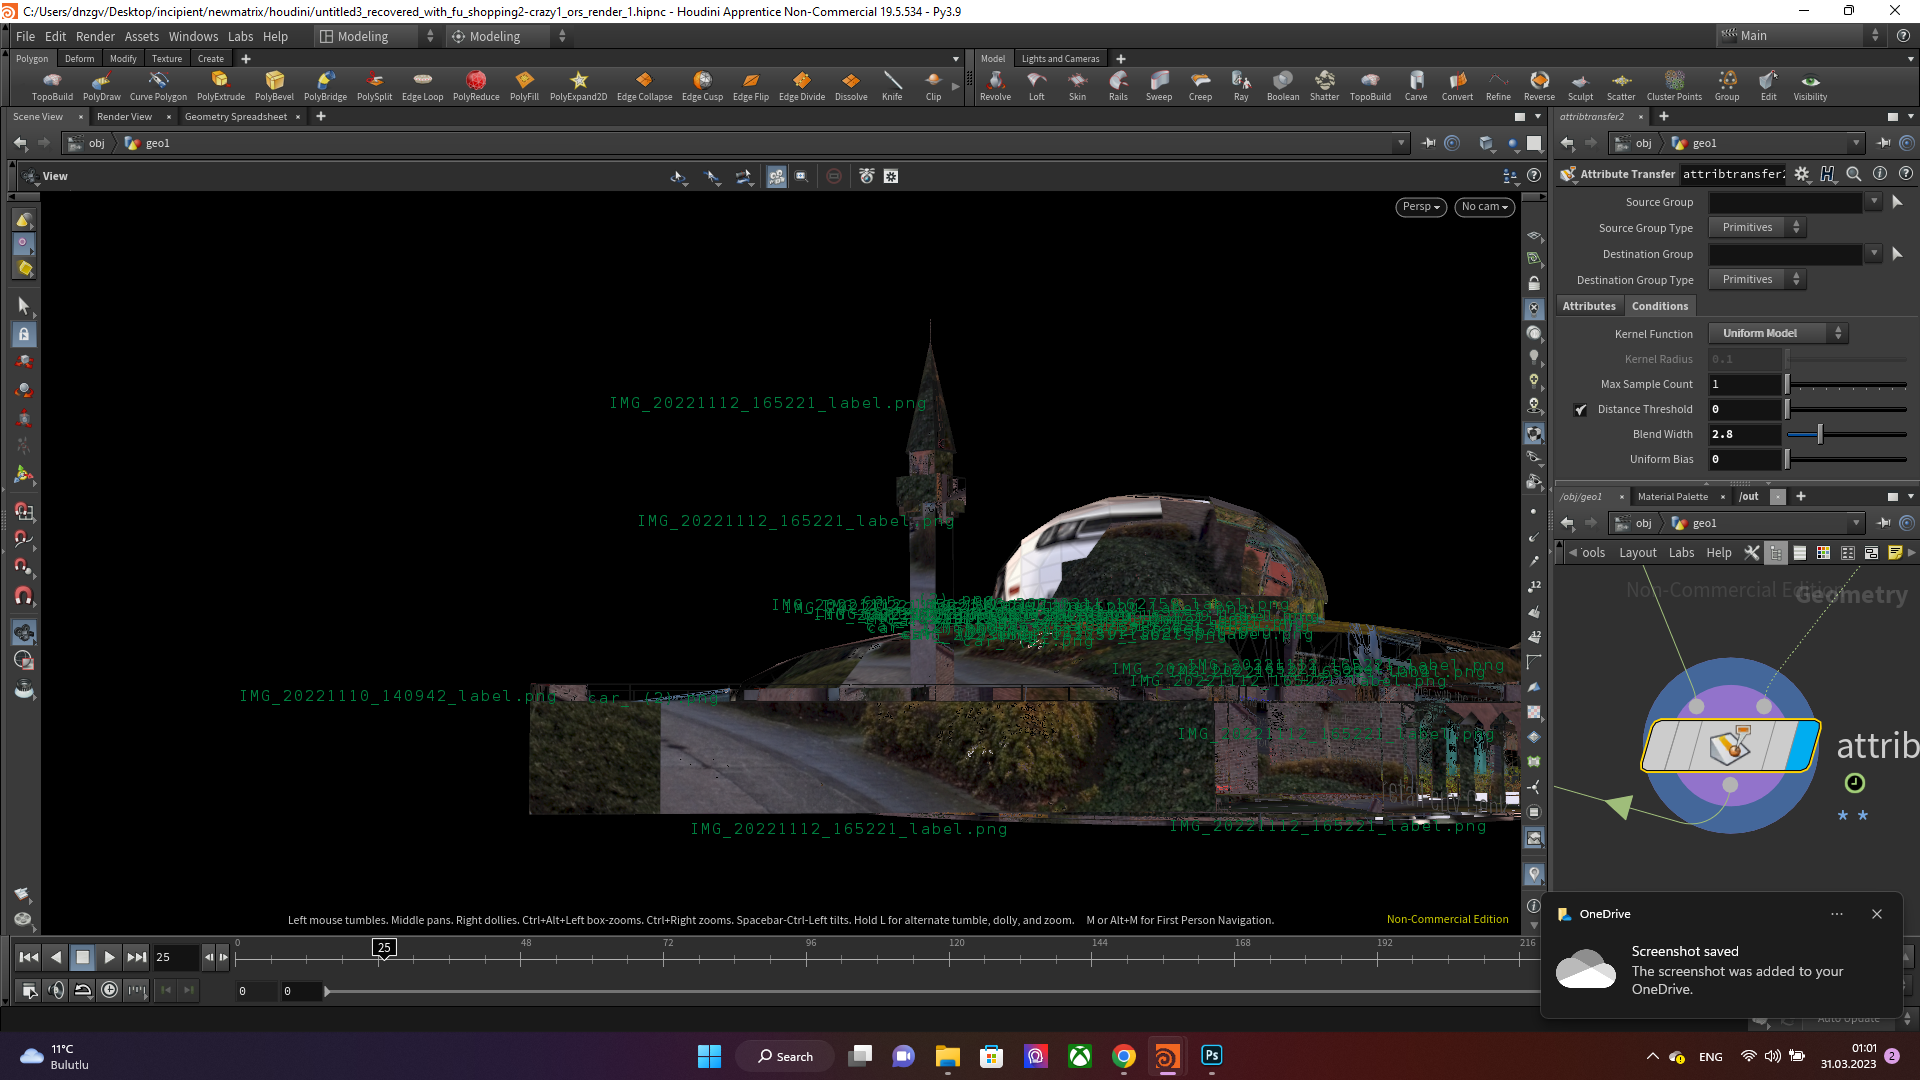 C:/Users/dnzgv/Desktop/incipient/newmatrix/houdini/untitled3_recovered_with_fu_shopping2-crazy1_ors_render_1.hipnc - Houdini Apprentice Non-Commercial 19.5.534 - Py3.9
File Edit Render Assets Windows Labs Help Modeling Modeling Main
Polygon Deform Modify Texture Create Model Lights and Cameras
TopoBuild PolyDraw Curve Polygon PolyExtrude PolyBevel PolyBridge PolySplit Edge Loop PolyReduce PolyFill PolyExpand2D Edge Collapse Edge Cusp Edge Flip Edge Divide Dissolve Knife Clip Revolve Loft Skin Rails Sweep Creep Ray Boolean Shatter TopoBuild Carve Convert Refine Reverse Sculpt Scatter Cluster Points Group Edit Visibility
Scene View Render View Geometry Spreadsheet attribtransfer2
obj geo1 obj geo1
View Attribute Transfer attribtransfer2
Persp No cam
Source Group
Source Group Type Primitives
Destination Group
Destination Group Type Primitives
Attributes Conditions
Kernel Function Uniform Model
Kernel Radius 0.1
Max Sample Count 1
Distance Threshold 0
Blend Width 2.8
Uniform Bias 0
/obj/geo1 Material Palette /out
obj geo1
ools Layout Labs Help
Non-Commercial Edition
Geometry
attrib
IMG_20221112_165221_label.png
IMG_20221112_165221_label.png
IMG_20221110_140942_label.png car_(2).png
IMG_20221112_165221_label.png
IMG_20221112_165221_label.png
IMG_20221112_165221_label.png
Left mouse tumbles. Middle pans. Right dollies. Ctrl+Alt+Left box-zooms. Ctrl+Right zooms. Spacebar-Ctrl-Left tilts. Hold L for alternate tumble, dolly, and zoom. M or Alt+M for First Person Navigation.
Non-Commercial Edition
25 0 25 48 72 96 120 144 168 192 216
0 0
OneDrive
Screenshot saved
The screenshot was added to your
OneDrive.
Auto Update
11°C
Bulutlu
Search
Ps
ENG
01:01
31.03.2023
2